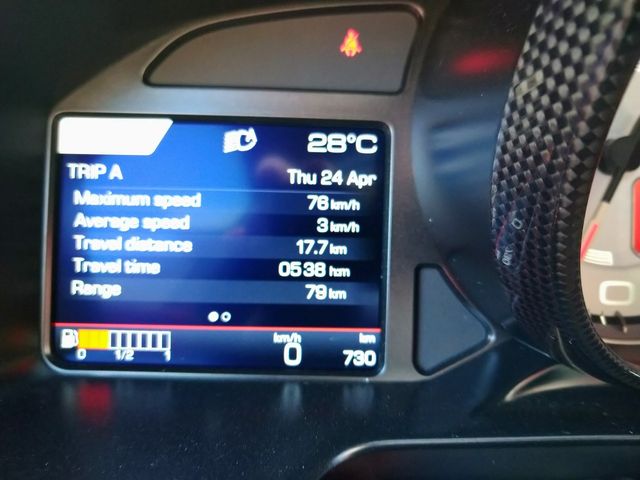 28°C
TRIP A
Thu 24 Apr
Maximum speed 76 km/h
Average speed 3 km/h
Travel distance 17.7 km
Travel time 05:38 h:m
Range 79 km
0 1/2 1
km/h
0
km
730